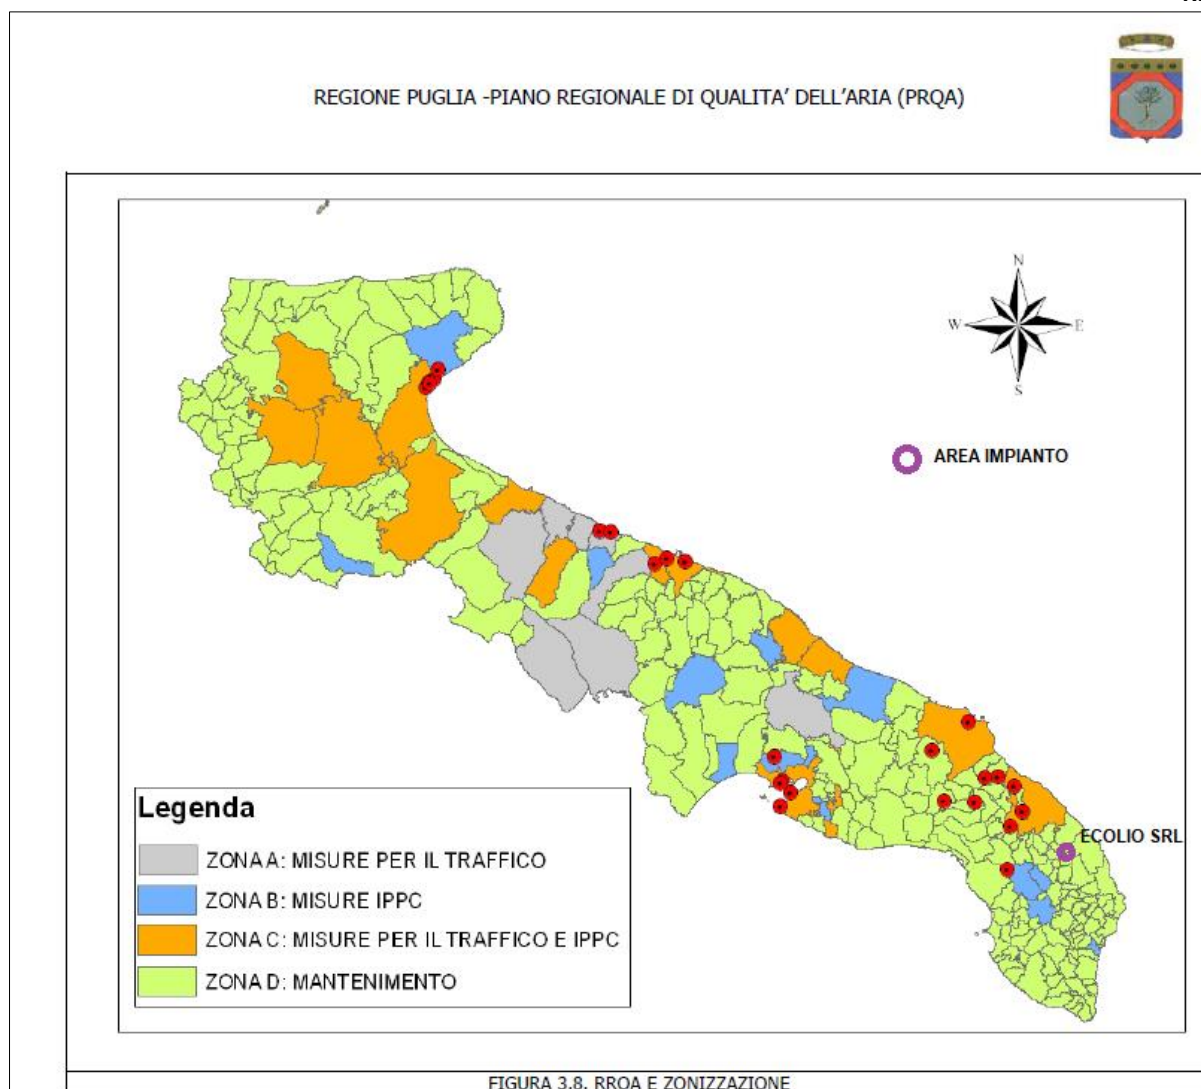 REGIONE PUGLIA -PIANO REGIONALE DI QUALITA' DELL'ARIA (PRQA)
N
W
E
S
AREA IMPIANTO
ECOLIO SRL
Legenda
ZONA A: MISURE PER IL TRAFFICO
ZONA B: MISURE IPPC
ZONA C: MISURE PER IL TRAFFICO E IPPC
ZONA D: MANTENIMENTO
FIGURA 3.8. RRQA E ZONIZZAZIONE